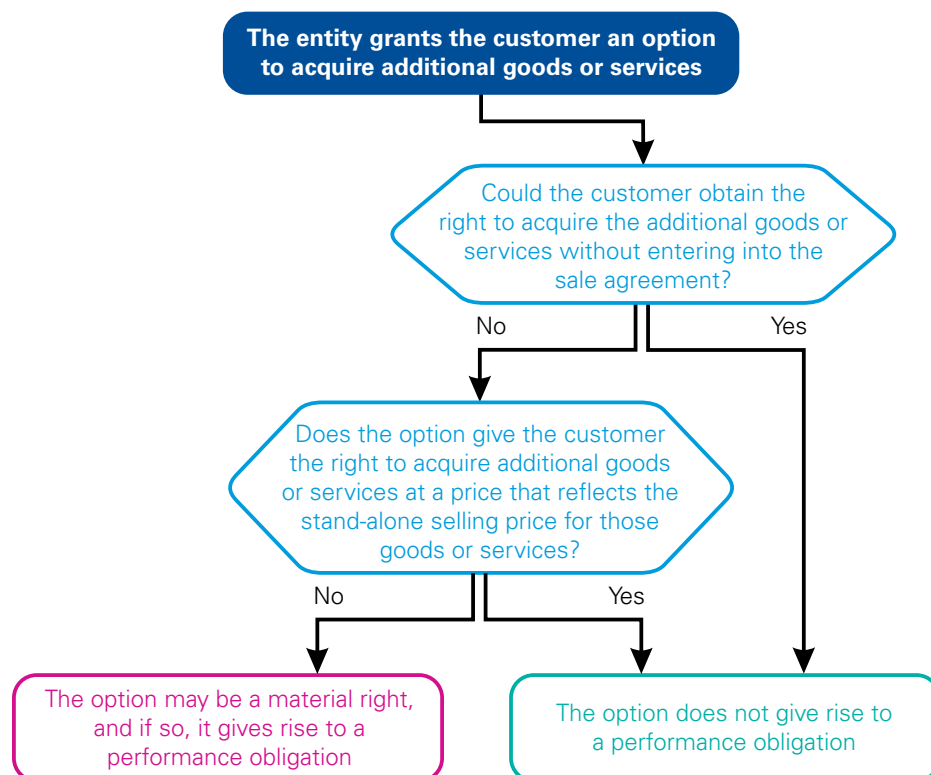 The entity grants the customer an option
to acquire additional goods or services
Could the customer obtain the
right to acquire the additional goods or
services without entering into the
sale agreement?
No
Yes
Does the option give the customer
the right to acquire additional goods
or services at a price that reflects the
stand-alone selling price for those
goods or services?
No
Yes
The option may be a material right,
and if so, it gives rise to a
performance obligation
The option does not give rise to
a performance obligation